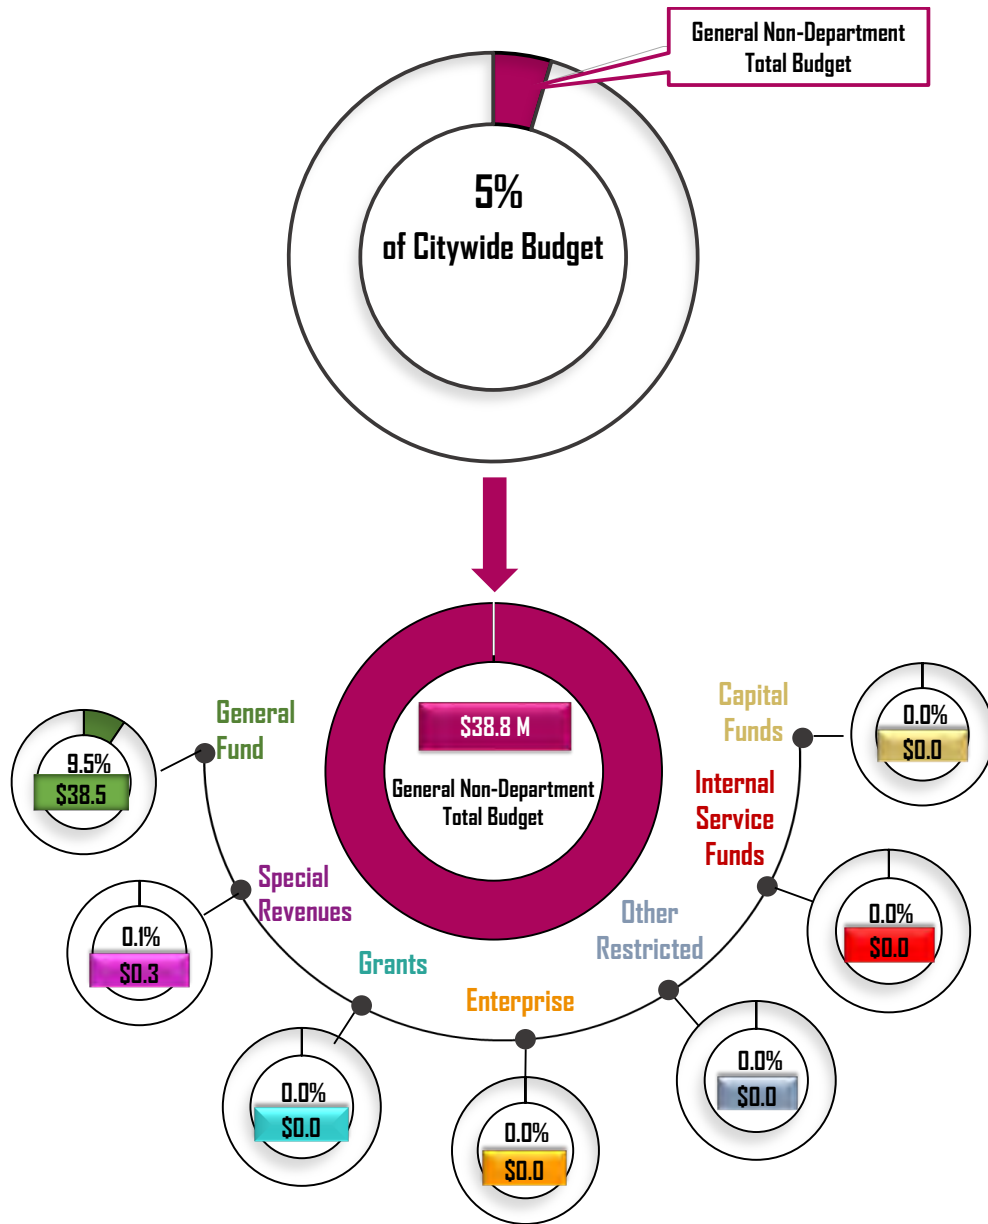 General Non-Department
Total Budget
5%
of Citywide Budget
$38.8 M
General Non-Department
Total Budget
General
Fund
9.5%
$38.5
Special
Revenues
0.1%
$0.3
Grants
0.0%
$0.0
Enterprise
0.0%
$0.0
Other
Restricted
0.0%
$0.0
Internal
Service
Funds
0.0%
$0.0
Capital
Funds
0.0%
$0.0